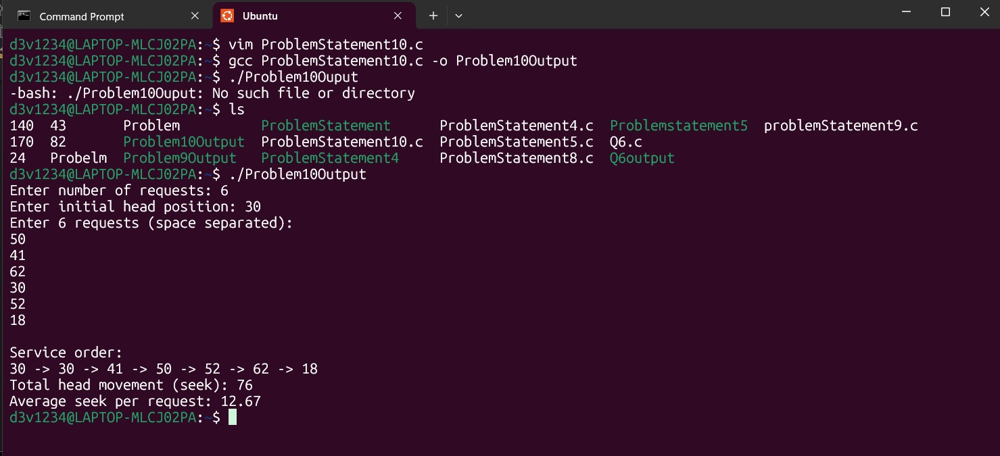 Command Prompt
Ubuntu
d3v1234@LAPTOP-MLCJ02PA:~$ vim ProblemStatement10.c
d3v1234@LAPTOP-MLCJ02PA:~$ gcc ProblemStatement10.c -o Problem10Output
d3v1234@LAPTOP-MLCJ02PA:~$ ./Problem10Ouput
-bash: ./Problem10Ouput: No such file or directory
d3v1234@LAPTOP-MLCJ02PA:~$ ls
140 43 Problem ProblemStatement ProblemStatement4.c Problemstatement5 problemStatement9.c
170 82 Problem10Output ProblemStatement10.c ProblemStatement5.c Q6.c
24 Probelm Problem9Output ProblemStatement4 ProblemStatement8.c Q6output
d3v1234@LAPTOP-MLCJ02PA:~$ ./Problem10Output
Enter number of requests: 6
Enter initial head position: 30
Enter 6 requests (space separated):
50
41
62
30
52
18
Service order:
30 -> 30 -> 41 -> 50 -> 52 -> 62 -> 18
Total head movement (seek): 76
Average seek per request: 12.67
d3v1234@LAPTOP-MLCJ02PA:~$